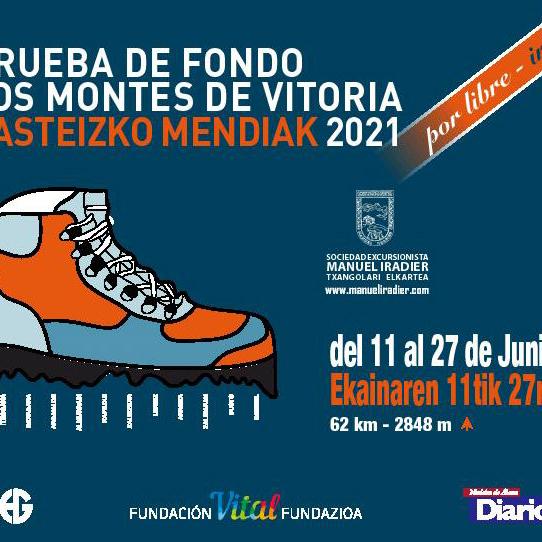 RUEBA DE FONDO
OS MONTES DE VITORIA
ASTEIZKO MENDIAK 2021
por libre - in
SOCIEDAD EXCURSIONISTA
MANUEL IRADIER
TXANGOLARI ELKARTEA
www.manueliradier.com
del 11 al 27 de Juni
Ekainaren 11tik 27r
62 km - 2848 m
FUNDACIÓN Vital FUNDAZIOA
Diario